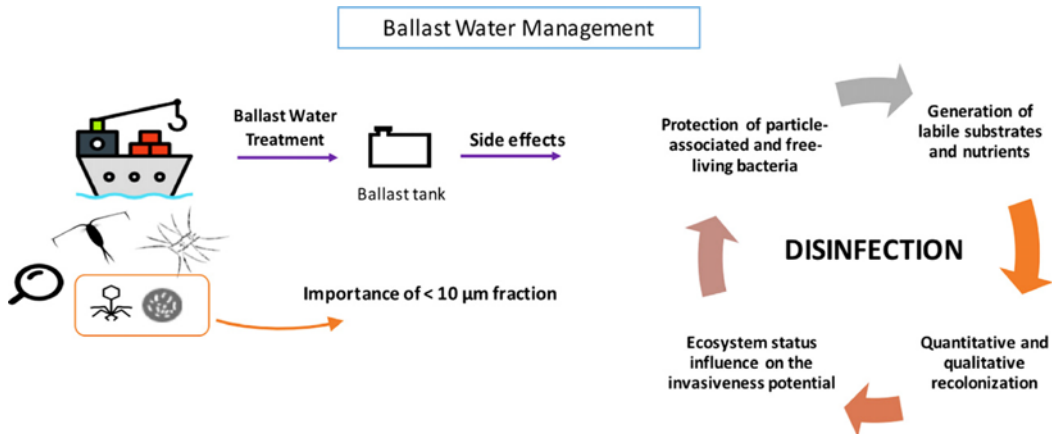 Ballast Water Management
Ballast Water
Treatment
Side effects
Ballast tank
Importance of < 10 µm fraction
Protection of particle-
associated and free-
living bacteria
Generation of
labile substrates
and nutrients
DISINFECTION
Ecosystem status
influence on the
invasiveness potential
Quantitative and
qualitative
recolonization